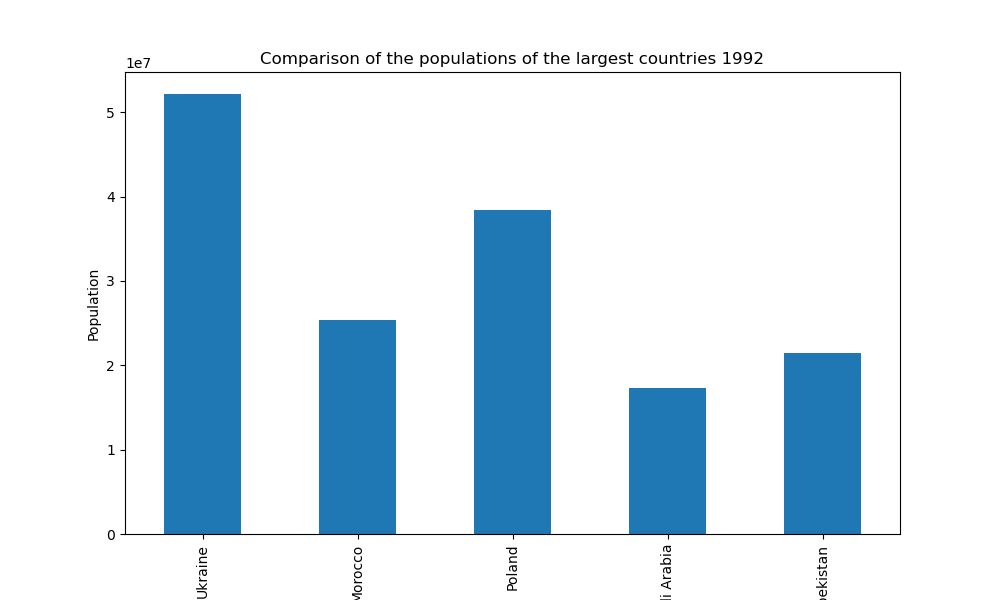 Comparison of the populations of the largest countries 1992
1e7
5
4
3
2
1
0
Population
Ukraine
Morocco
Poland
Arabia